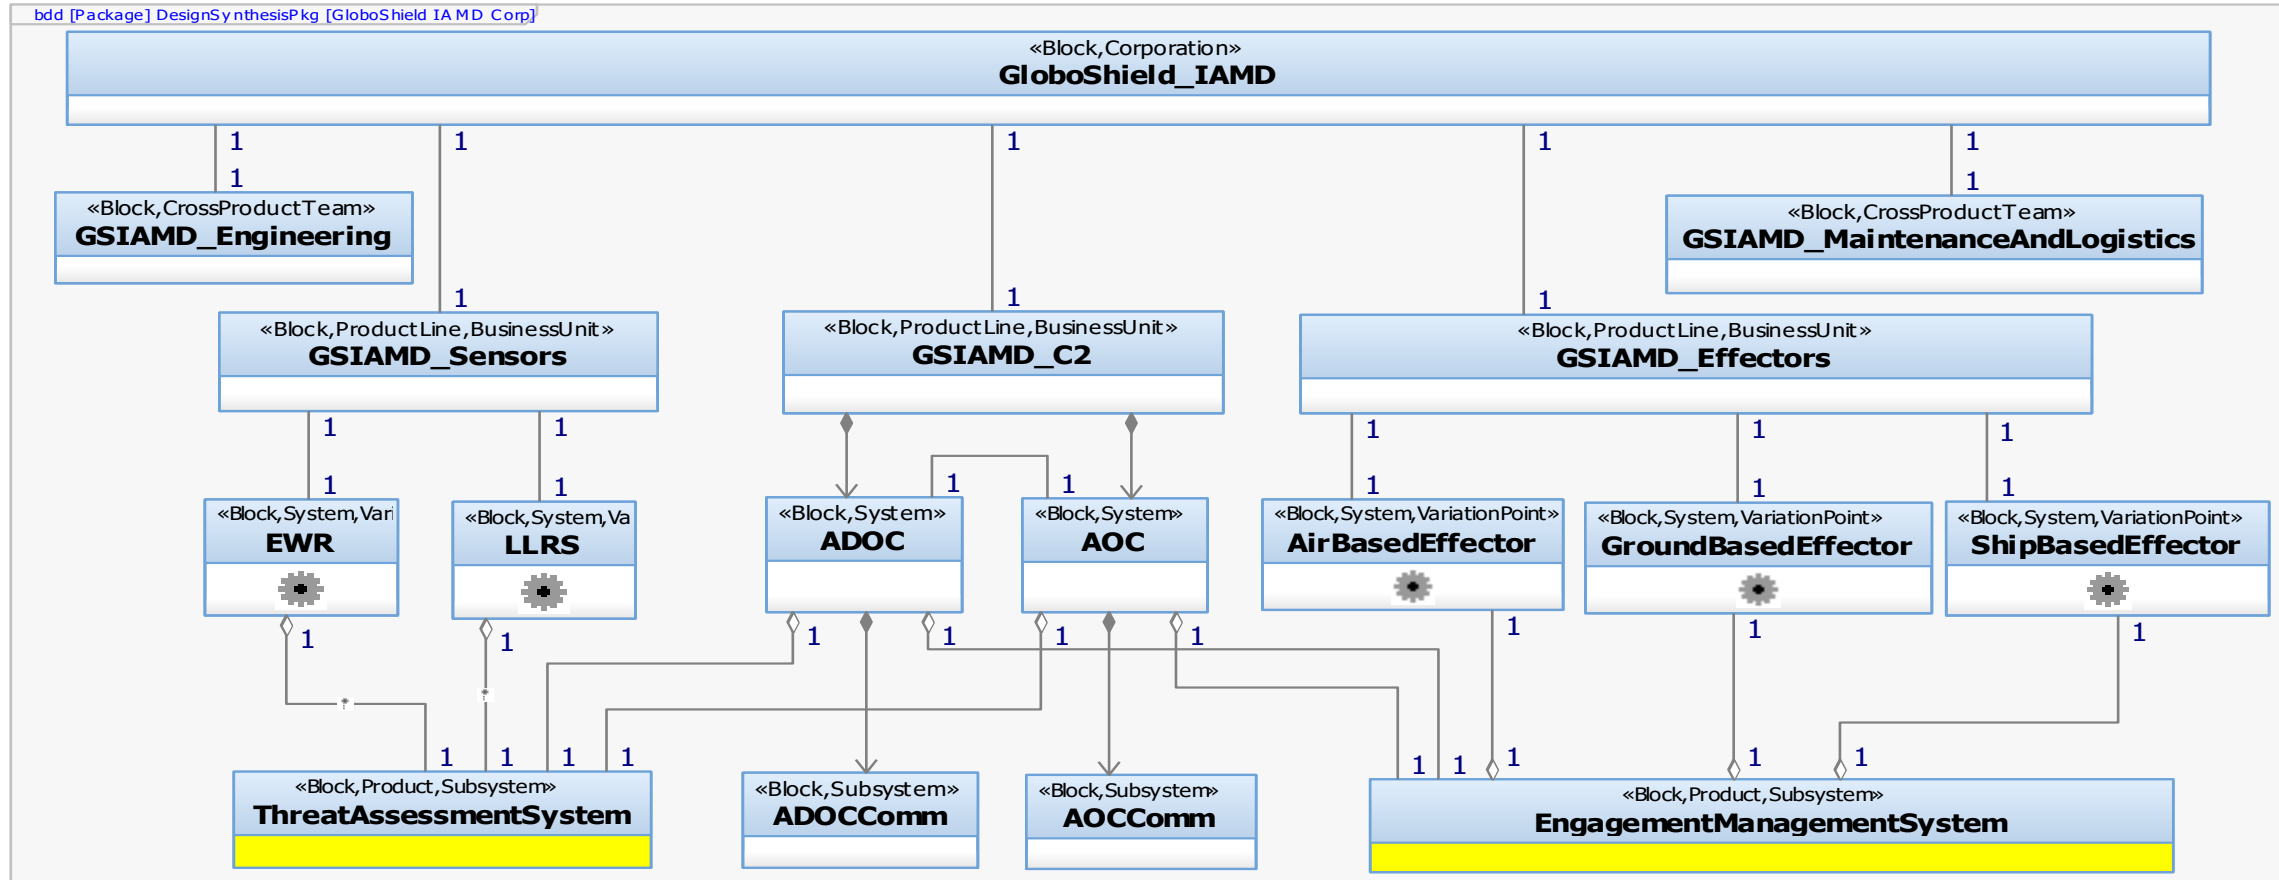 bdd [Package] DesignSynthesisPkg [GloboShield IAMD Corp]
«Block,Corporation»
GloboShield_IAMD
1 1 1 1 1
1 1
«Block,CrossProductTeam»
GSIAMD_Engineering
«Block,CrossProductTeam»
GSIAMD_MaintenanceAndLogistics
1 1 1
«Block,ProductLine,BusinessUnit»
GSIAMD_Sensors
«Block,ProductLine,BusinessUnit»
GSIAMD_C2
«Block,ProductLine,BusinessUnit»
GSIAMD_Effectors
1 1 1 1 1
1 1 1 1 1 1 1
«Block,System,Vari
EWR
«Block,System,Va
LLRS
«Block,System»
ADOC
«Block,System»
AOC
«Block,System,VariationPoint»
AirBasedEffector
«Block,System,VariationPoint»
GroundBasedEffector
«Block,System,VariationPoint»
ShipBasedEffector
1 1 1 1 1 1 1 1 1
* *
1 1 1 1 1 1 1 1 1
«Block,Product,Subsystem»
ThreatAssessmentSystem
«Block,Subsystem»
ADOCComm
«Block,Subsystem»
AOCComm
«Block,Product,Subsystem»
EngagementManagementSystem